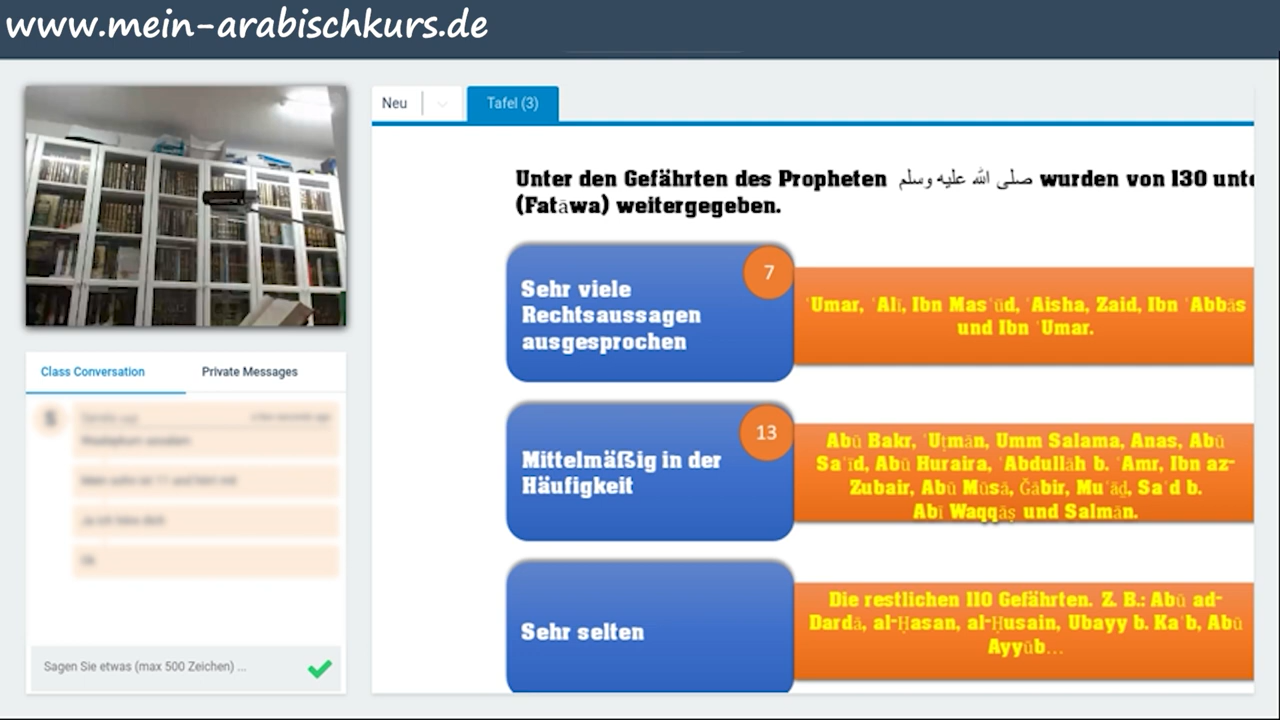 www.mein-arabischkurs.de
Neu
Tafel (3)
Unter den Gefährten des Propheten صلى الله عليه وسلم wurden von 130
(Fatāwa) weitergegeben.
Sehr viele
Rechtsaussagen
ausgesprochen
7
ʿUmar, ʿAlī, Ibn Masʿūd, ʿAisha, Zaid, Ibn ʿAbbās
und Ibn ʿUmar.
Mittelmäßig in der
Häufigkeit
13
Abū Bakr, ʿUṯmān, Umm Salama, Anas, Abū
Saʿīd, Abū Huraira, ʿAbdullāh b. ʿAmr, Ibn az-
Zubair, Abū Mūsā, Ǧābir, Muʿāḏ, Saʿd b.
Abī Waqqāṣ und Salmān.
Sehr selten
Die restlichen 110 Gefährten. Z. B.: Abū ad-
Dardā, al-Ḥasan, al-Ḥusain, Ubayy b. Kaʿb, Abū
Ayyūb...
Class Conversation
Private Messages
Sagen Sie etwas (max 500 Zeichen) ...